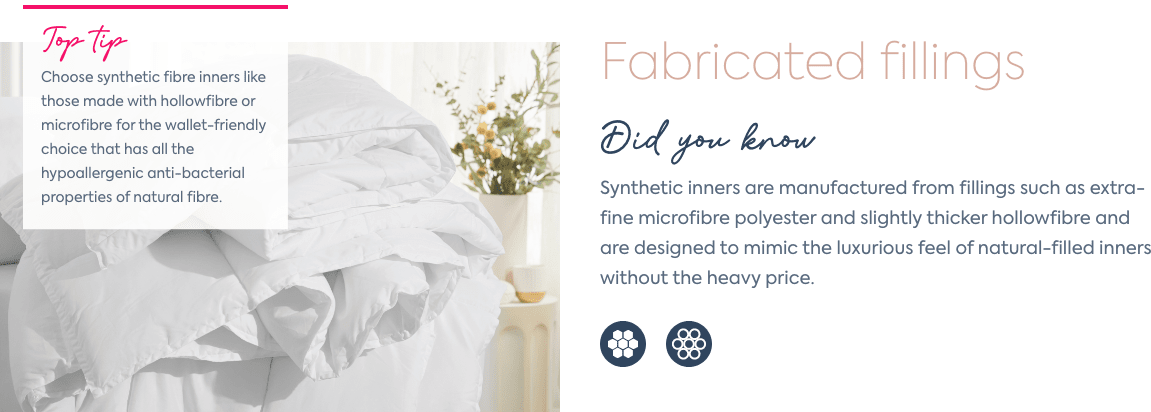 Top tip
Choose synthetic fibre inners like
those made with hollowfibre or
microfibre for the wallet-friendly
choice that has all the
hypoallergenic anti-bacterial
properties of natural fibre.
Fabricated fillings
Did you know
Synthetic inners are manufactured from fillings such as extra-
fine microfibre polyester and slightly thicker hollowfibre and
are designed to mimic the luxurious feel of natural-filled inners
without the heavy price.